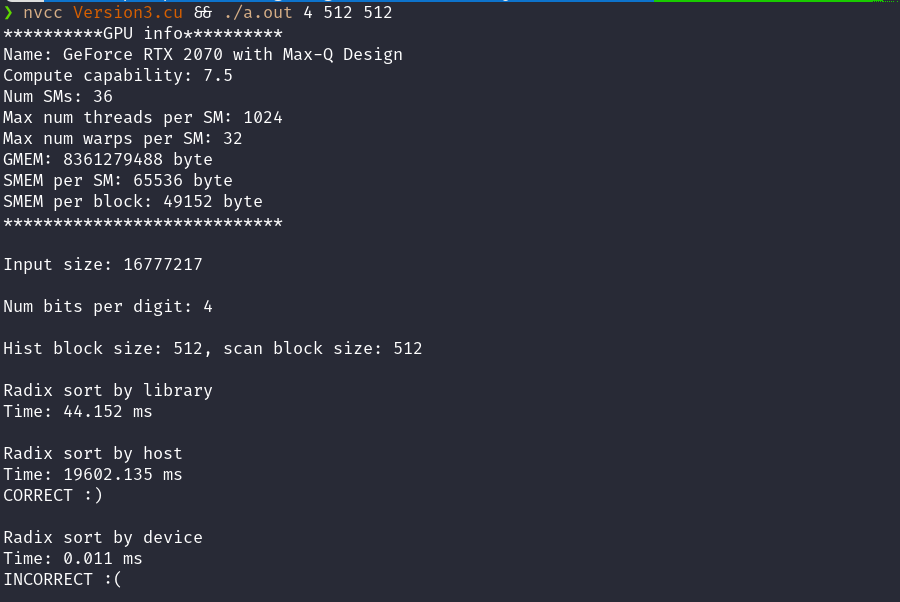 ❯ nvcc Version3.cu && ./a.out 4 512 512
**********GPU info**********
Name: GeForce RTX 2070 with Max-Q Design
Compute capability: 7.5
Num SMs: 36
Max num threads per SM: 1024
Max num warps per SM: 32
GMEM: 8361279488 byte
SMEM per SM: 65536 byte
SMEM per block: 49152 byte
****************************
Input size: 16777217
Num bits per digit: 4
Hist block size: 512, scan block size: 512
Radix sort by library
Time: 44.152 ms
Radix sort by host
Time: 19602.135 ms
CORRECT :)
Radix sort by device
Time: 0.011 ms
INCORRECT :(